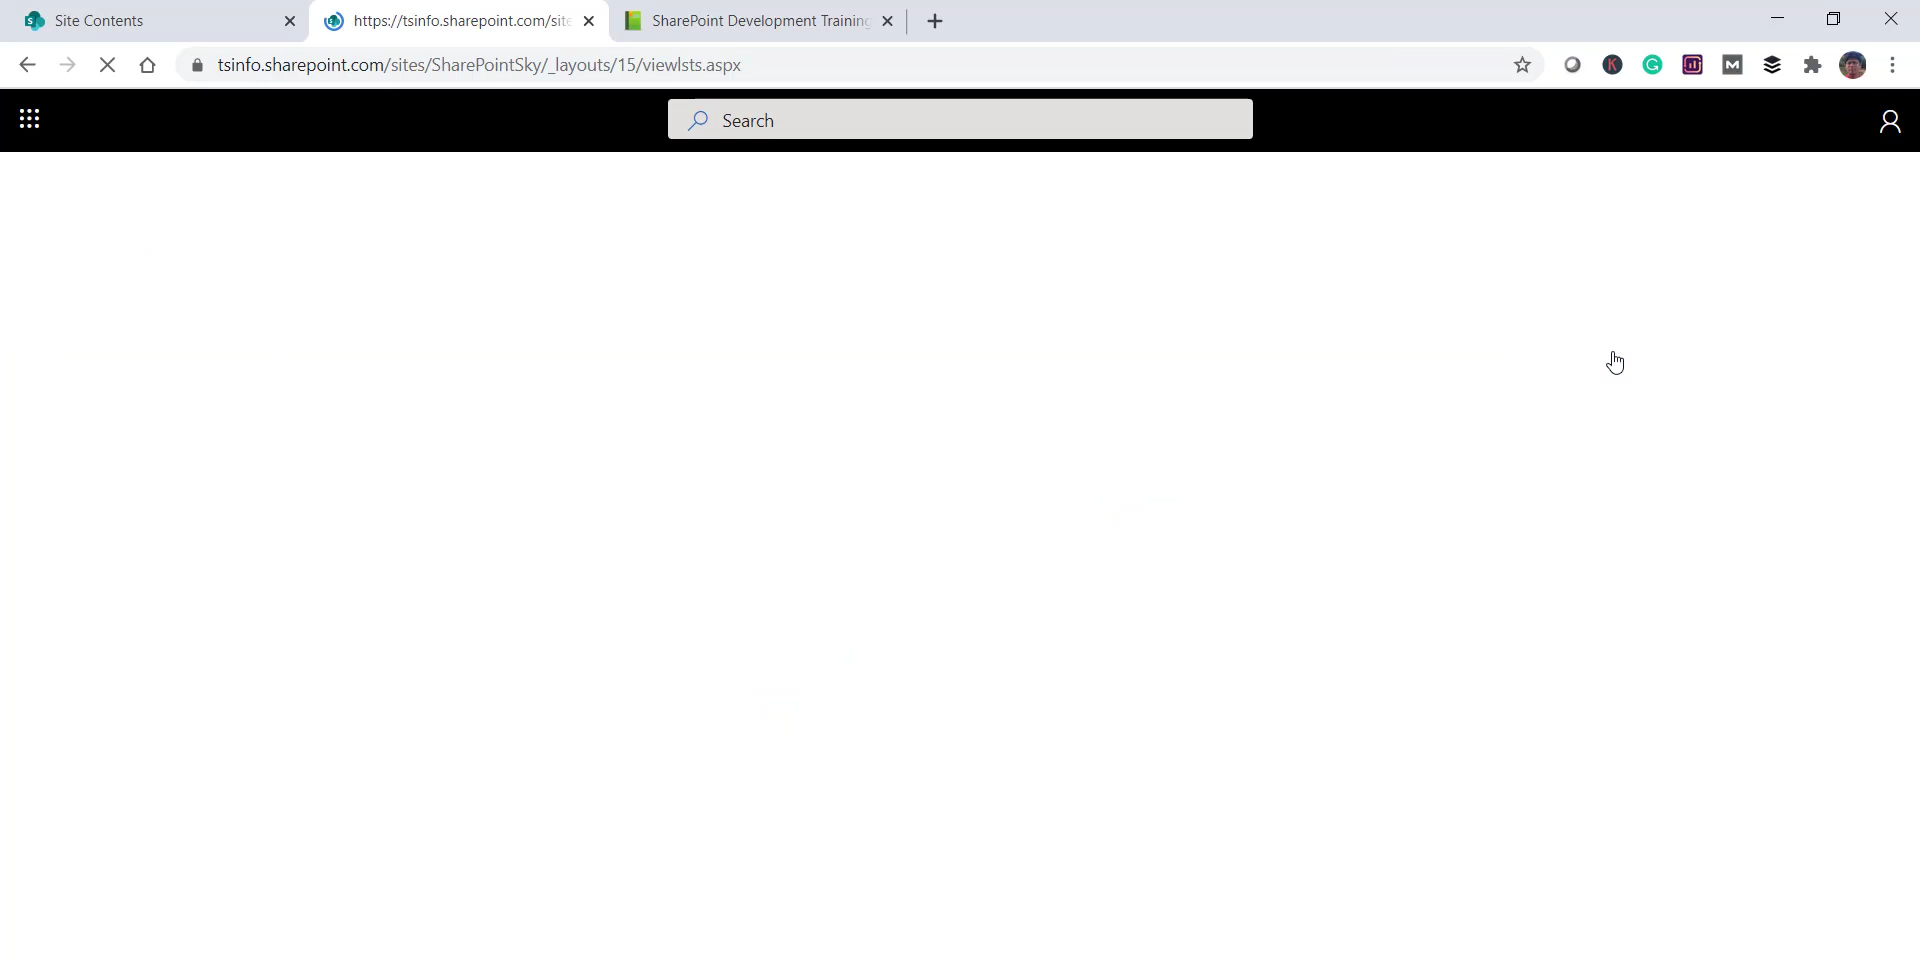 Site Contents
https://tsinfo.sharepoint.com/site
SharePoint Development Training
tsinfo.sharepoint.com/sites/SharePointSky/_layouts/15/viewlsts.aspx
Search